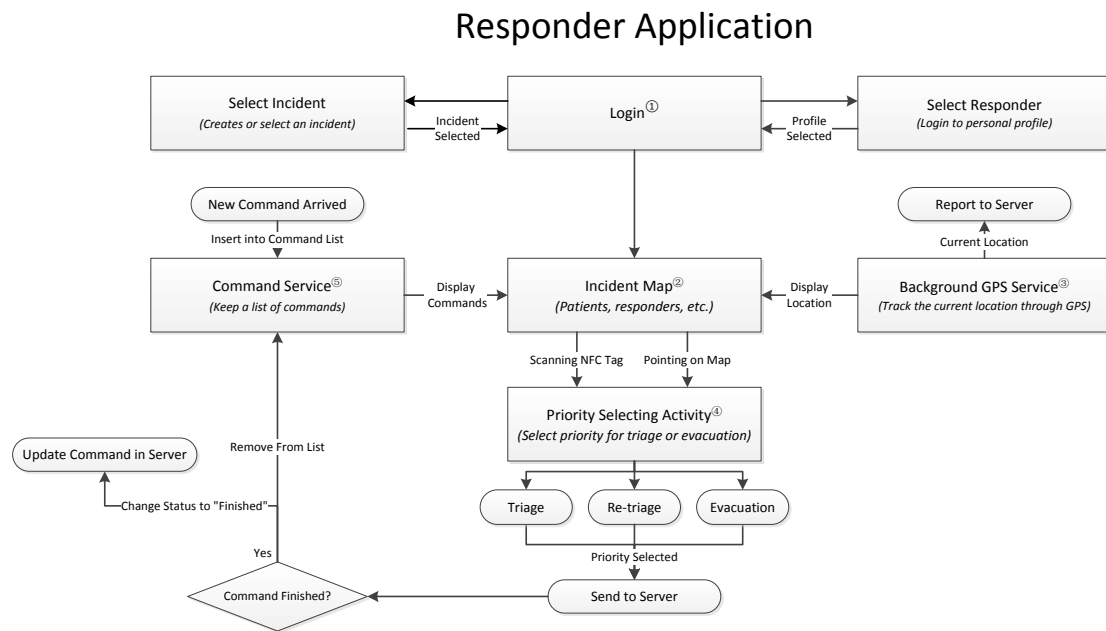 Responder Application
Select Incident
(Creates or select an incident)
Login①
Select Responder
(Login to personal profile)
Incident
Selected
Profile
Selected
New Command Arrived
Report to Server
Insert into Command List
Current Location
Command Service⑤
(Keep a list of commands)
Display
Commands
Incident Map②
(Patients, responders, etc.)
Display
Location
Background GPS Service③
(Track the current location through GPS)
Scanning NFC Tag
Pointing on Map
Priority Selecting Activity④
(Select priority for triage or evacuation)
Remove From List
Update Command in Server
Change Status to "Finished"
Triage
Re-triage
Evacuation
Yes
Priority Selected
Command Finished?
Send to Server